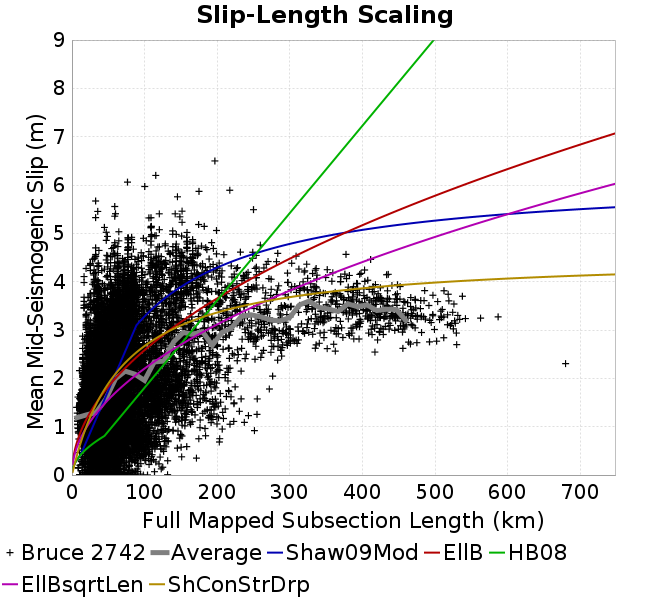 Slip-Length Scaling
Mean Mid-Seismogenic Slip (m)
9
8
7
6
5
4
3
2
1
0
0 100 200 300 400 500 600 700
Full Mapped Subsection Length (km)
+ Bruce 2742 Average Shaw09Mod EllB HB08
EllBsqrtLen ShConStrDrp